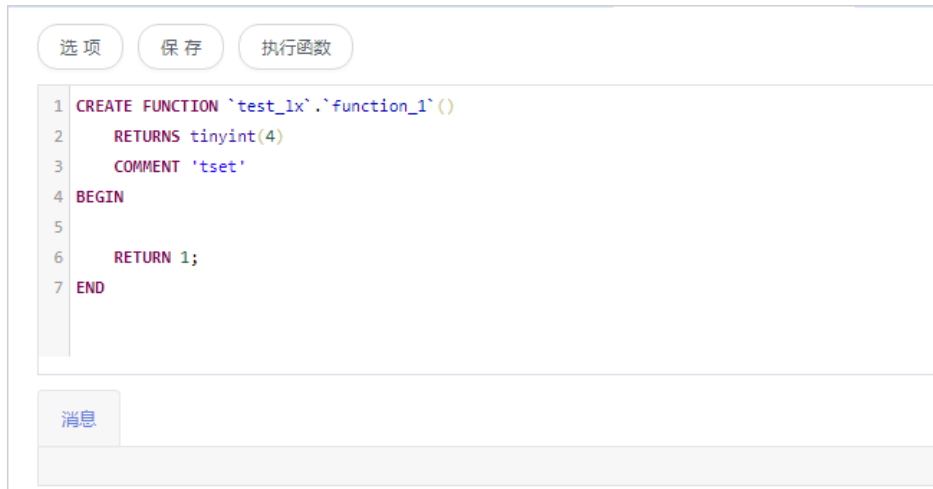 选 项 保 存 执行函数
1 CREATE FUNCTION `test_lx`.`function_1`()
2 RETURNS tinyint(4)
3 COMMENT 'tset'
4 BEGIN
5
6 RETURN 1;
7 END
消息